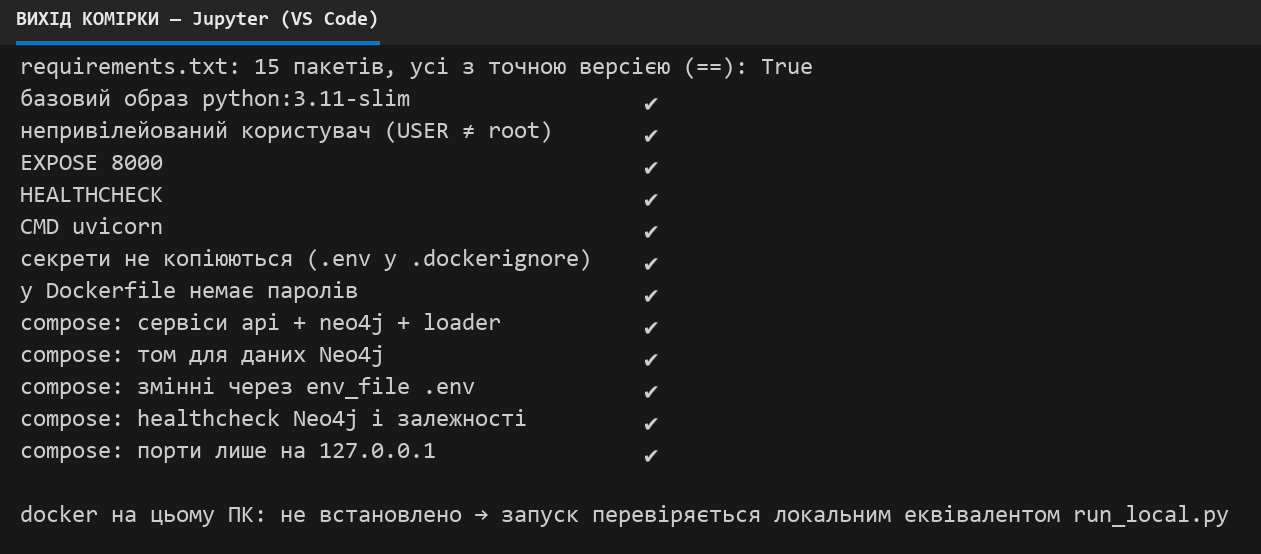 ВИХІД КОМІРКИ — Jupyter (VS Code)
requirements.txt: 15 пакетів, усі з точною версією (==): True
базовий образ python:3.11-slim ✔
непривілейований користувач (USER ≠ root) ✔
EXPOSE 8000 ✔
HEALTHCHECK ✔
CMD uvicorn ✔
секрети не копіюються (.env у .dockerignore) ✔
у Dockerfile немає паролів ✔
compose: сервіси api + neo4j + loader ✔
compose: том для даних Neo4j ✔
compose: змінні через env_file .env ✔
compose: healthcheck Neo4j і залежності ✔
compose: порти лише на 127.0.0.1 ✔
docker на цьому ПК: не встановлено → запуск перевіряється локальним еквівалентом run_local.py